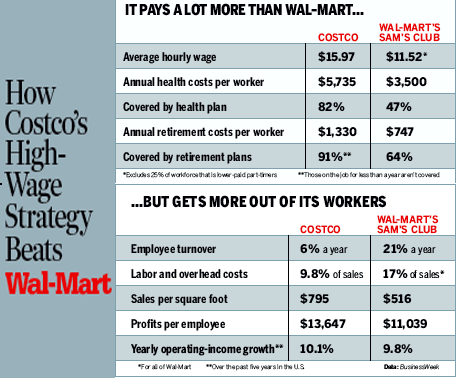 How
Costco's
High-
Wage
Strategy
Beats
Wal-Mart
IT PAYS A LOT MORE THAN WAL-MART...
COSTCO WAL-MART'S SAM'S CLUB
Average hourly wage $15.97 $11.52*
Annual health costs per worker $5,735 $3,500
Covered by health plan 82% 47%
Annual retirement costs per worker $1,330 $747
Covered by retirement plans 91%** 64%
*Excludes 25% of workforce that is lower-paid part-timers **Those on the job for less than a year aren't covered
...BUT GETS MORE OUT OF ITS WORKERS
COSTCO WAL-MART'S SAM'S CLUB
Employee turnover 6% a year 21% a year
Labor and overhead costs 9.8% of sales 17% of sales*
Sales per square foot $795 $516
Profits per employee $13,647 $11,039
Yearly operating-income growth** 10.1% 9.8%
*For all of Wal-Mart **Over the past five years in the U.S. Data: BusinessWeek